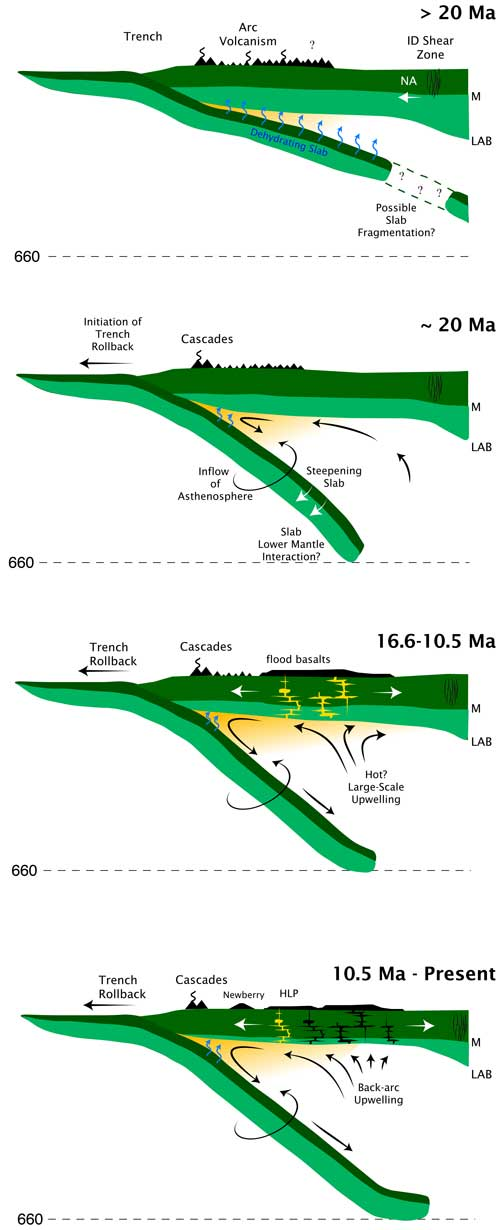 > 20 Ma
Trench
Arc
Volcanism
?
ID Shear
Zone
NA
M
LAB
Dehydrating Slab
?
?
?
Possible
Slab
Fragmentation?
660
~ 20 Ma
Initiation of
Trench
Rollback
Cascades
M
LAB
Inflow
of
Asthenosphere
Steepening
Slab
Slab
Lower Mantle
Interaction?
660
16.6-10.5 Ma
Trench
Rollback
Cascades
flood basalts
M
LAB
Hot?
Large-Scale
Upwelling
660
10.5 Ma - Present
Trench
Rollback
Cascades
Newberry
HLP
M
LAB
Back-arc
Upwelling
660